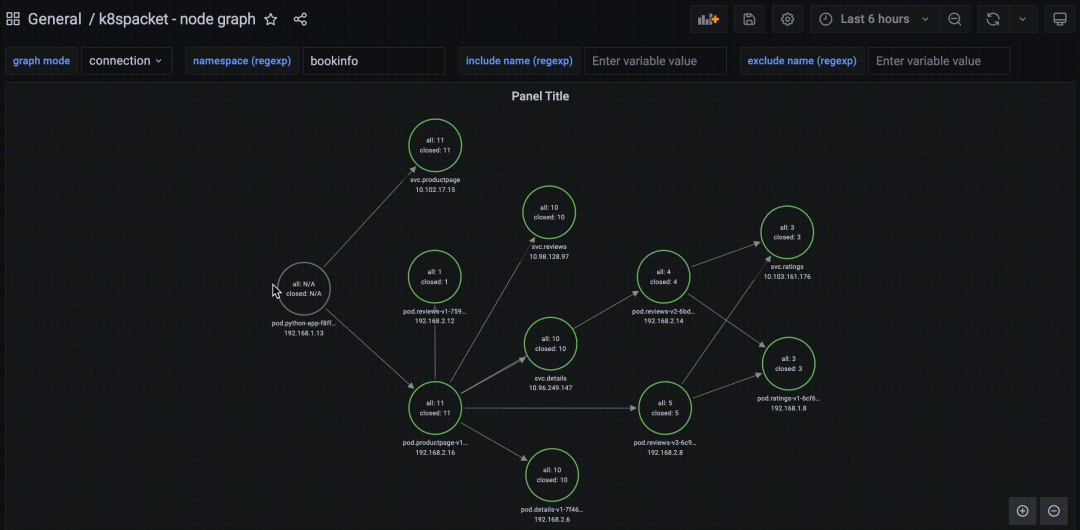 General / k8spacket - node graph
Last 6 hours
graph mode connection namespace (regexp) bookinfo include name (regexp) Enter variable value exclude name (regexp) Enter variable value
Panel Title
all: 11
closed: 11
svc.productpage
10.102.17.15
all: 10
closed: 10
svc.reviews
10.98.128.97
all: 3
closed: 3
svc.ratings
10.103.161.176
all: N/A
closed: N/A
pod.python-app-f8ff...
192.168.1.13
all: 1
closed: 1
pod.reviews-v1-759...
192.168.2.12
all: 4
closed: 4
pod.reviews-v2-6bd...
192.168.2.14
all: 10
closed: 10
svc.details
10.96.249.147
all: 3
closed: 3
pod.ratings-v1-6cf6...
192.168.1.8
all: 11
closed: 11
pod.productpage-v1...
192.168.2.16
all: 5
closed: 5
pod.reviews-v3-6c9...
192.168.2.8
all: 10
closed: 10
pod.details-v1-7f46...
192.168.2.6